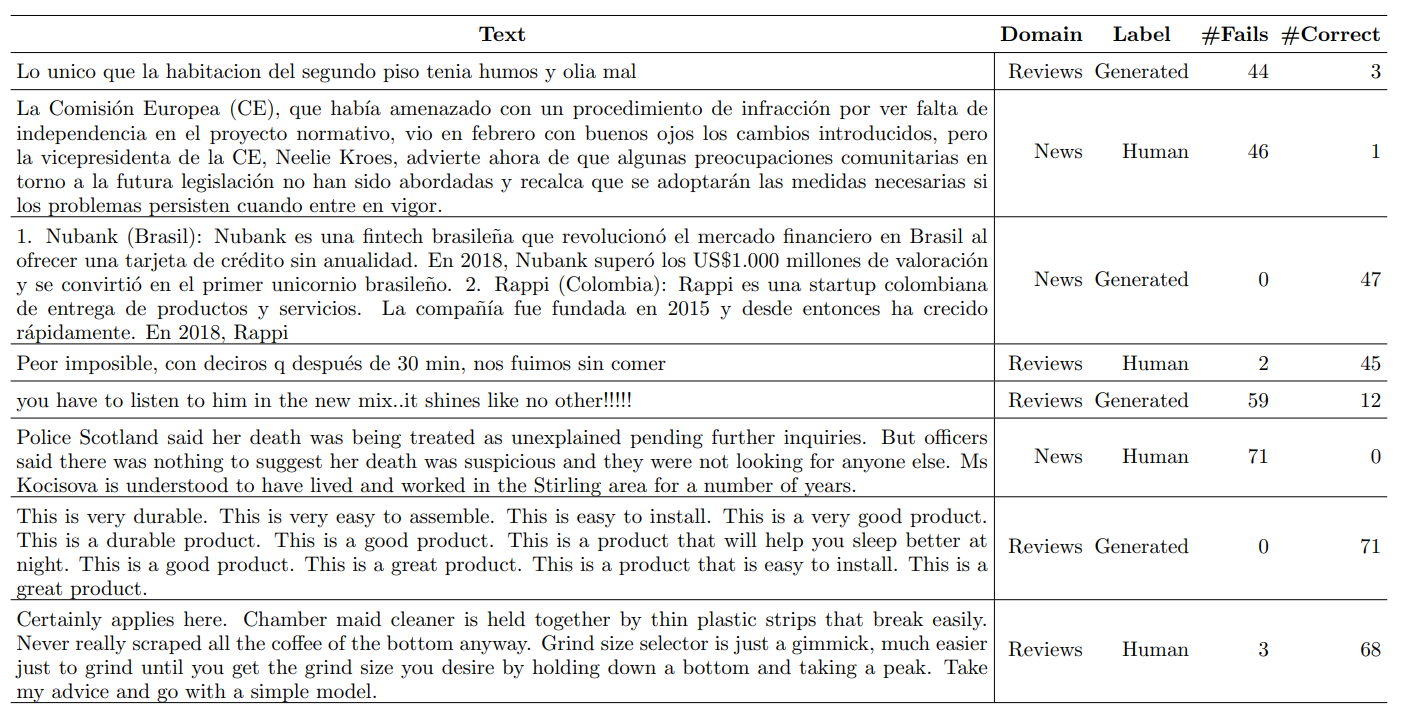 Text Domain Label #Fails #Correct
Lo unico que la habitacion del segundo piso tenia humos y olia mal Reviews Generated 44 3
La Comisión Europea (CE), que había amenazado con un procedimiento de infracción por ver falta de
independencia en el proyecto normativo, vio en febrero con buenos ojos los cambios introducidos, pero
la vicepresidenta de la CE, Neelie Kroes, advierte ahora de que algunas preocupaciones comunitarias en
torno a la futura legislación no han sido abordadas y recalca que se adoptarán las medidas necesarias si
los problemas persisten cuando entre en vigor.
News Human 46 1
1. Nubank (Brasil): Nubank es una fintech brasileña que revolucionó el mercado financiero en Brasil al
ofrecer una tarjeta de crédito sin anualidad. En 2018, Nubank superó los US$1.000 millones de valoración
y se convirtió en el primer unicornio brasileño. 2. Rappi (Colombia): Rappi es una startup colombiana
de entrega de productos y servicios. La compañía fue fundada en 2015 y desde entonces ha crecido
rápidamente. En 2018, Rappi
News Generated 0 47
Peor imposible, con deciros q después de 30 min, nos fuimos sin comer Reviews Human 2 45
you have to listen to him in the new mix..it shines like no other!!!!! Reviews Generated 59 12
Police Scotland said her death was being treated as unexplained pending further inquiries. But officers
said there was nothing to suggest her death was suspicious and they were not looking for anyone else. Ms
Kocisova is understood to have lived and worked in the Stirling area for a number of years.
News Human 71 0
This is very durable. This is very easy to assemble. This is easy to install. This is a very good product.
This is a durable product. This is a good product. This is a product that will help you sleep better at
night. This is a good product. This is a great product. This is a product that is easy to install. This is a
great product.
Reviews Generated 0 71
Certainly applies here. Chamber maid cleaner is held together by thin plastic strips that break easily.
Never really scraped all the coffee of the bottom anyway. Grind size selector is just a gimmick, much easier
just to grind until you get the grind size you desire by holding down a bottom and taking a peak. Take
my advice and go with a simple model.
Reviews Human 3 68